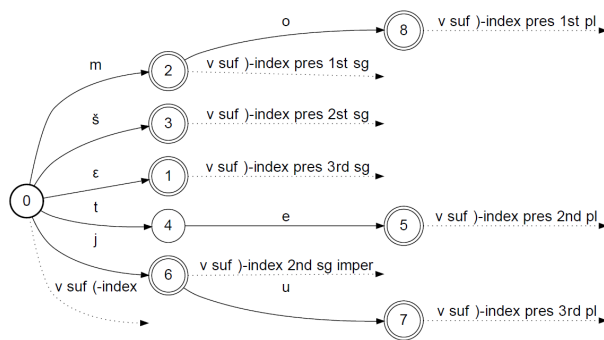 o
8
v suf )-index pres 1st pl
m
2
v suf )-index pres 1st sg
š
3
v suf )-index pres 2st sg
ε
1
v suf )-index pres 3rd sg
0
t
4
e
5
v suf )-index pres 2nd pl
j
6
v suf )-index 2nd sg imper
v suf (-index
u
7
v suf )-index pres 3rd pl